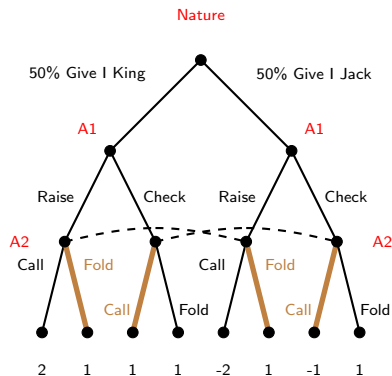 Nature
50% Give I King
50% Give I Jack
A1
A1
Raise
Check
Raise
Check
A2
A2
Call
Fold
Call
Fold
Call
Fold
Call
Fold
2
1
1
1
-2
1
-1
1